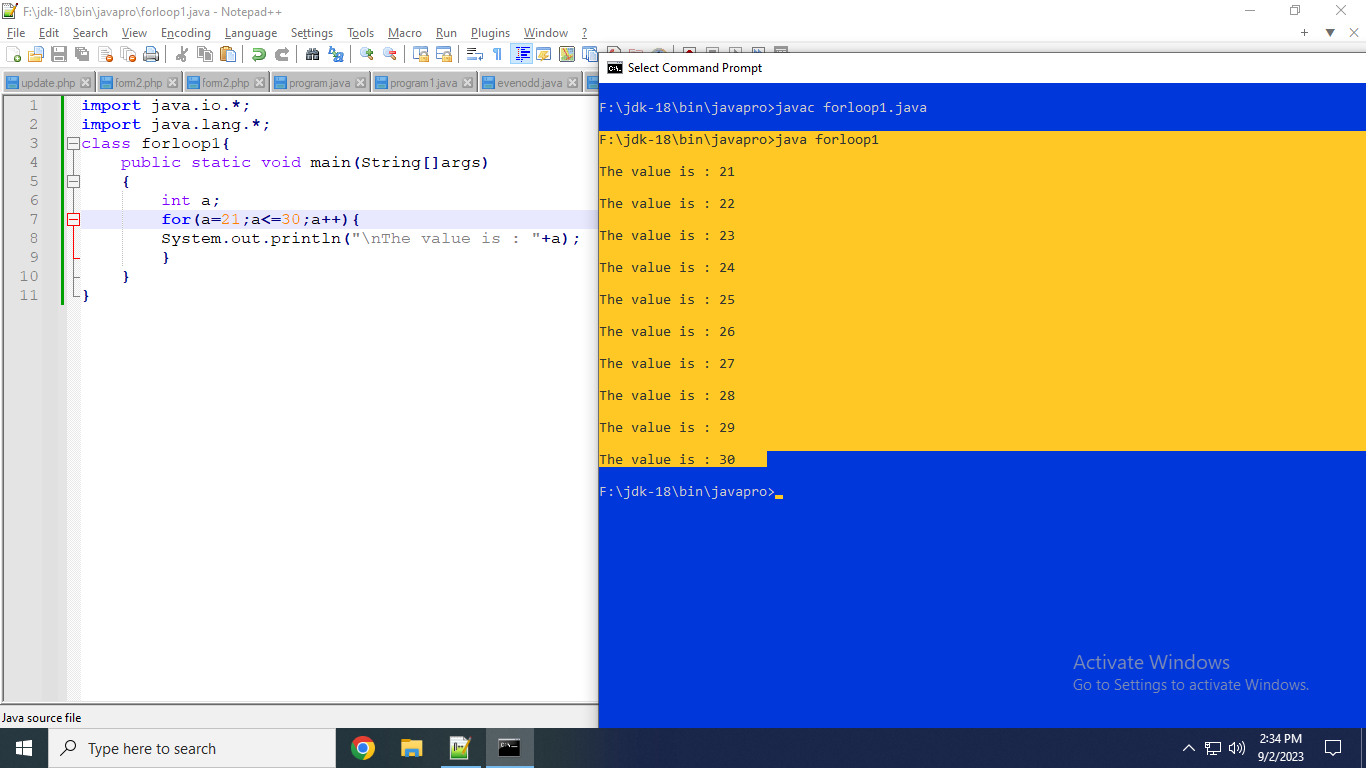 F:\jdk-18\bin\javapro\forloop1.java - Notepad++
File Edit Search View Encoding Language Settings Tools Macro Run Plugins Window ?
+ ▼ X
update.php form2.php form2.php program.java program1.java evenodd.java
1 import java.io.*;
2 import java.lang.*;
3 class forloop1{
4 public static void main(String[]args)
5 {
6 int a;
7 for(a=21;a<=30;a++){
8 System.out.println("\nThe value is : "+a);
9 }
10 }
11 }
Java source file
Select Command Prompt
F:\jdk-18\bin\javapro>javac forloop1.java
F:\jdk-18\bin\javapro>java forloop1
The value is : 21
The value is : 22
The value is : 23
The value is : 24
The value is : 25
The value is : 26
The value is : 27
The value is : 28
The value is : 29
The value is : 30
F:\jdk-18\bin\javapro>
Activate Windows
Go to Settings to activate Windows.
Type here to search
2:34 PM
9/2/2023